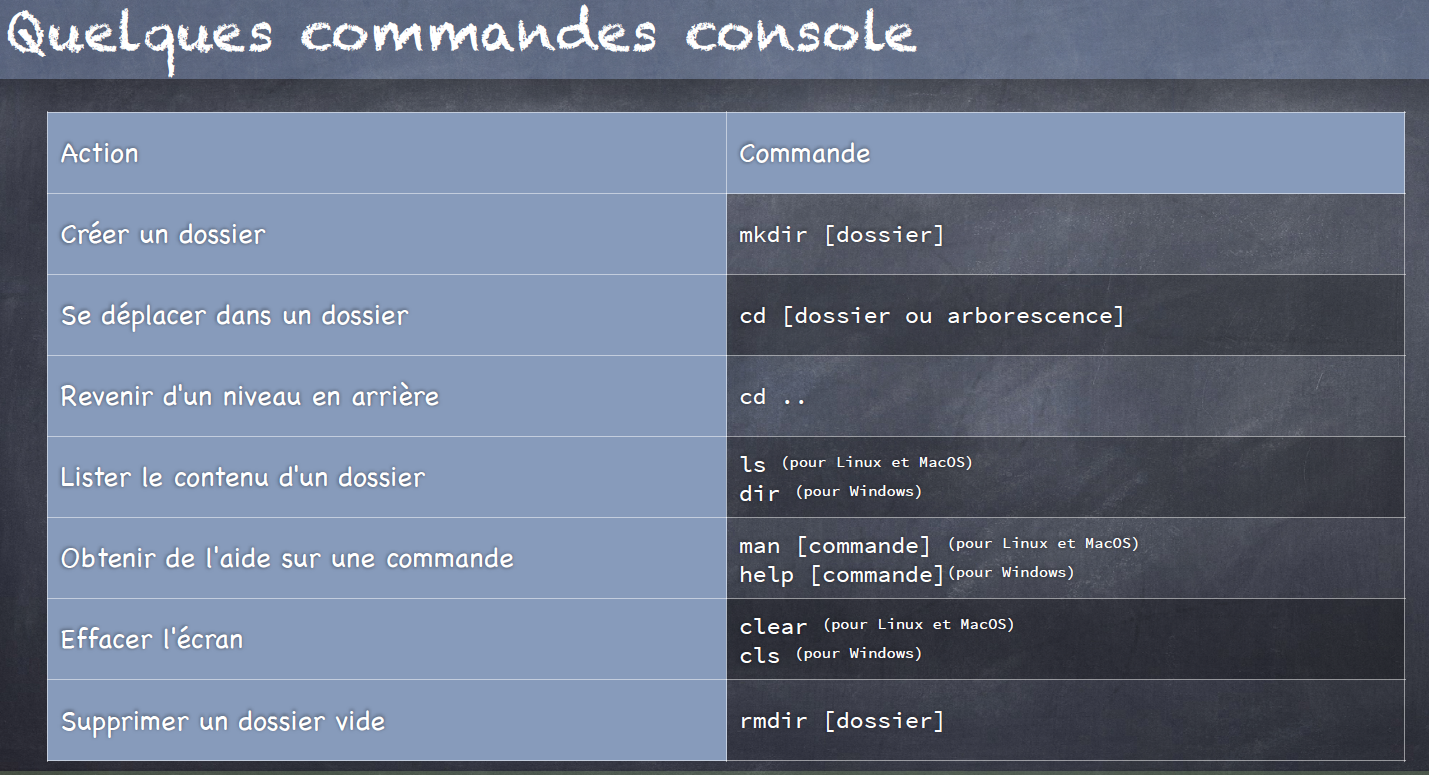 Quelques commandes console
Action
Commande
Créer un dossier
mkdir [dossier]
Se déplacer dans un dossier
cd [dossier ou arborescence]
Revenir d'un niveau en arrière
cd ..
Lister le contenu d'un dossier
ls (pour Linux et MacOS)
dir (pour Windows)
Obtenir de l'aide sur une commande
man [commande] (pour Linux et MacOS)
help [commande](pour Windows)
Effacer l'écran
clear (pour Linux et MacOS)
cls (pour Windows)
Supprimer un dossier vide
rmdir [dossier]